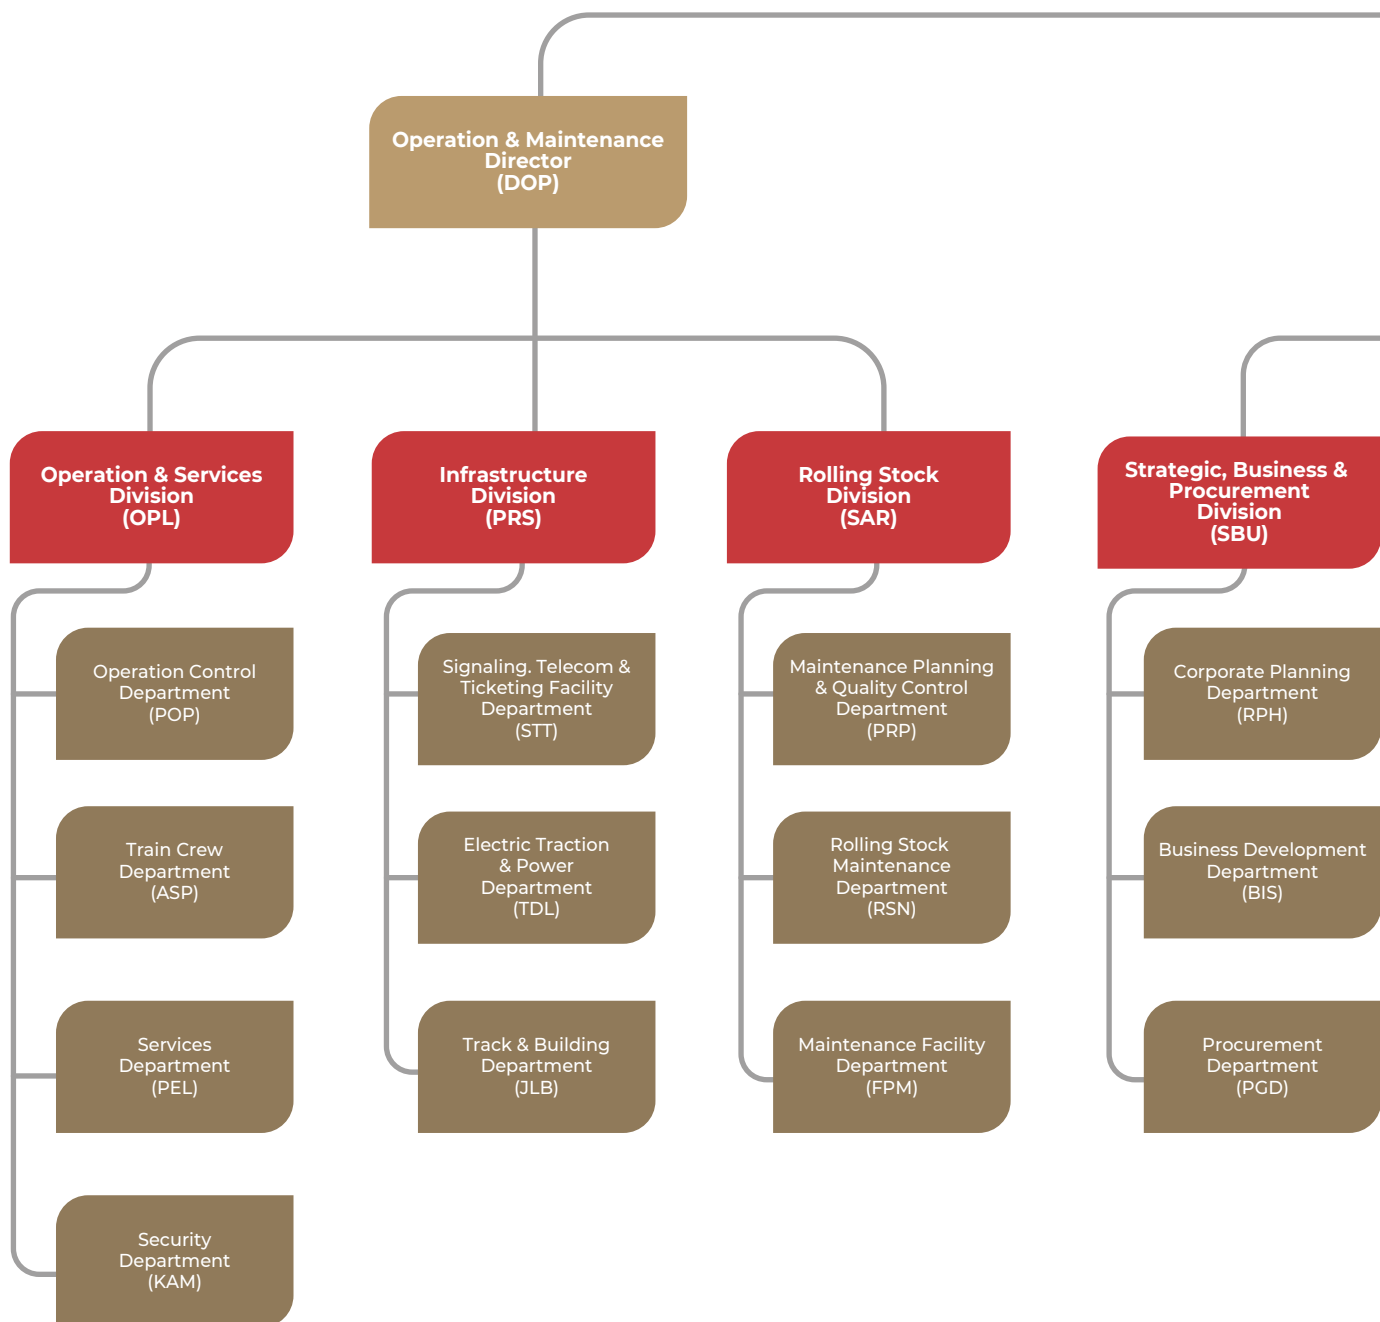 Operation & Maintenance
Director
(DOP)
Operation & Services
Division
(OPL)
Infrastructure
Division
(PRS)
Rolling Stock
Division
(SAR)
Strategic, Business &
Procurement
Division
(SBU)
Operation Control
Department
(POP)
Signaling. Telecom &
Ticketing Facility
Department
(STT)
Maintenance Planning
& Quality Control
Department
(PRP)
Corporate Planning
Department
(RPH)
Train Crew
Department
(ASP)
Electric Traction
& Power
Department
(TDL)
Rolling Stock
Maintenance
Department
(RSN)
Business Development
Department
(BIS)
Services
Department
(PEL)
Track & Building
Department
(JLB)
Maintenance Facility
Department
(FPM)
Procurement
Department
(PGD)
Security
Department
(KAM)